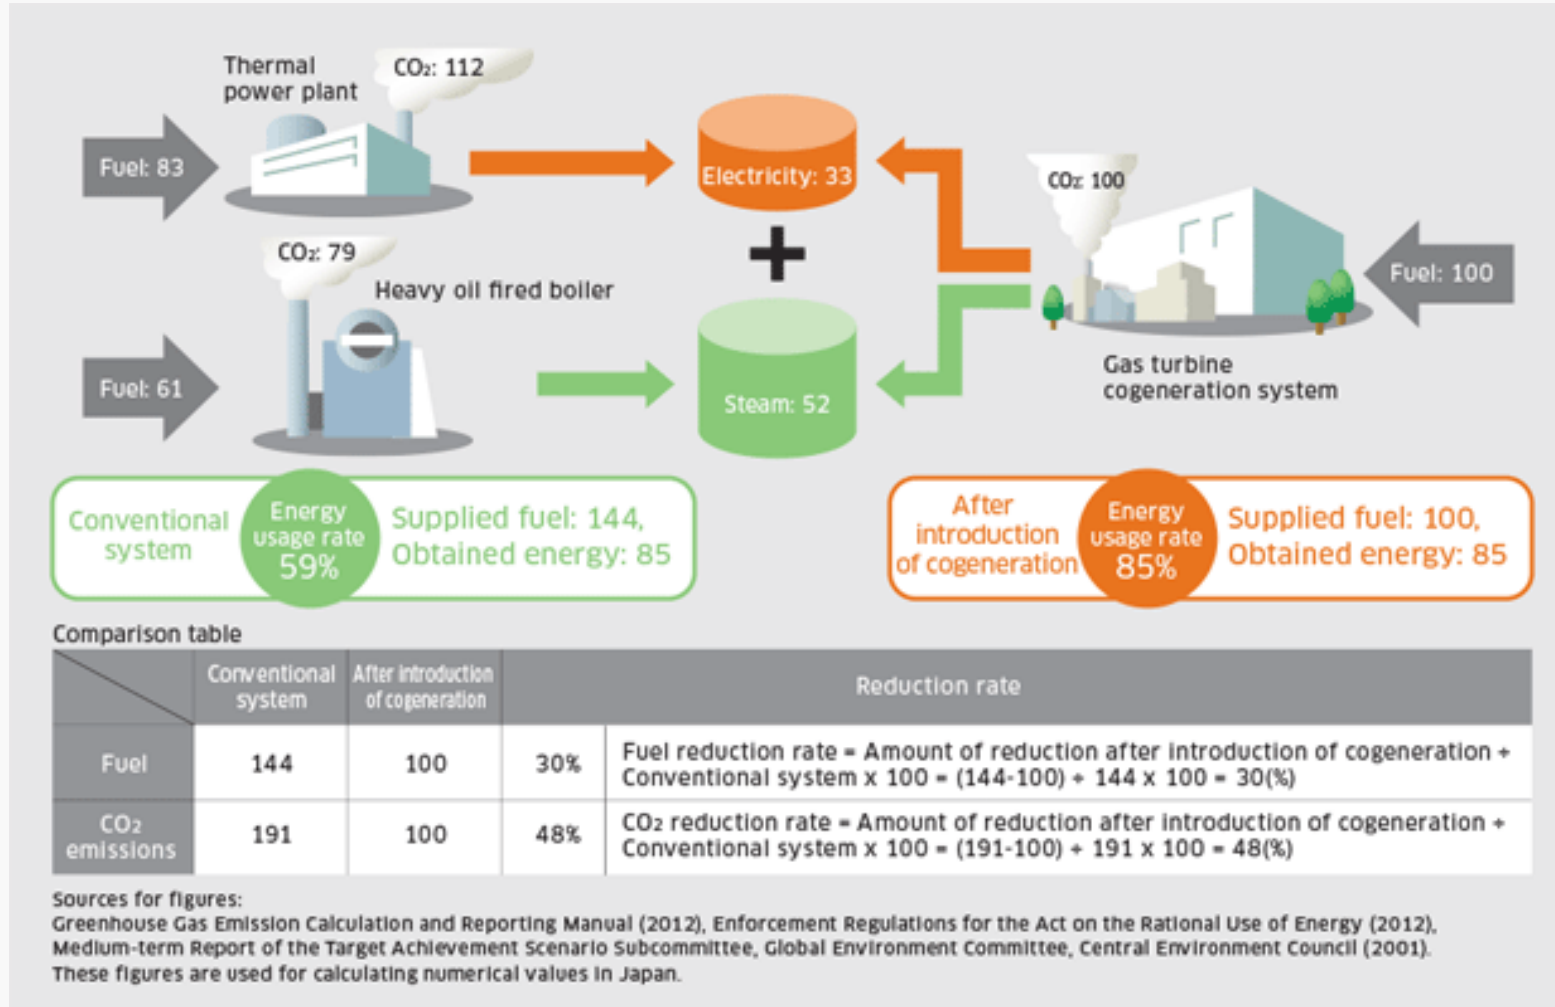 Thermal
power plant
CO₂: 112
Fuel: 83
Electricity: 33
CO₂: 100
CO₂: 79
Heavy oil fired boiler
Fuel: 100
Fuel: 61
Steam: 52
Gas turbine
cogeneration system
Conventional
system
Energy
usage rate
59%
Supplied fuel: 144,
Obtained energy: 85
After
introduction
of cogeneration
Energy
usage rate
85%
Supplied fuel: 100,
Obtained energy: 85
Comparison table
Conventional
system
After introduction
of cogeneration
Reduction rate
Fuel
144
100
30%
Fuel reduction rate = Amount of reduction after introduction of cogeneration ÷
Conventional system x 100 = (144-100) ÷ 144 x 100 = 30(%)
CO₂
emissions
191
100
48%
CO₂ reduction rate = Amount of reduction after introduction of cogeneration ÷
Conventional system x 100 = (191-100) ÷ 191 x 100 = 48(%)
Sources for figures:
Greenhouse Gas Emission Calculation and Reporting Manual (2012), Enforcement Regulations for the Act on the Rational Use of Energy (2012),
Medium-term Report of the Target Achievement Scenario Subcommittee, Global Environment Committee, Central Environment Council (2001).
These figures are used for calculating numerical values in Japan.